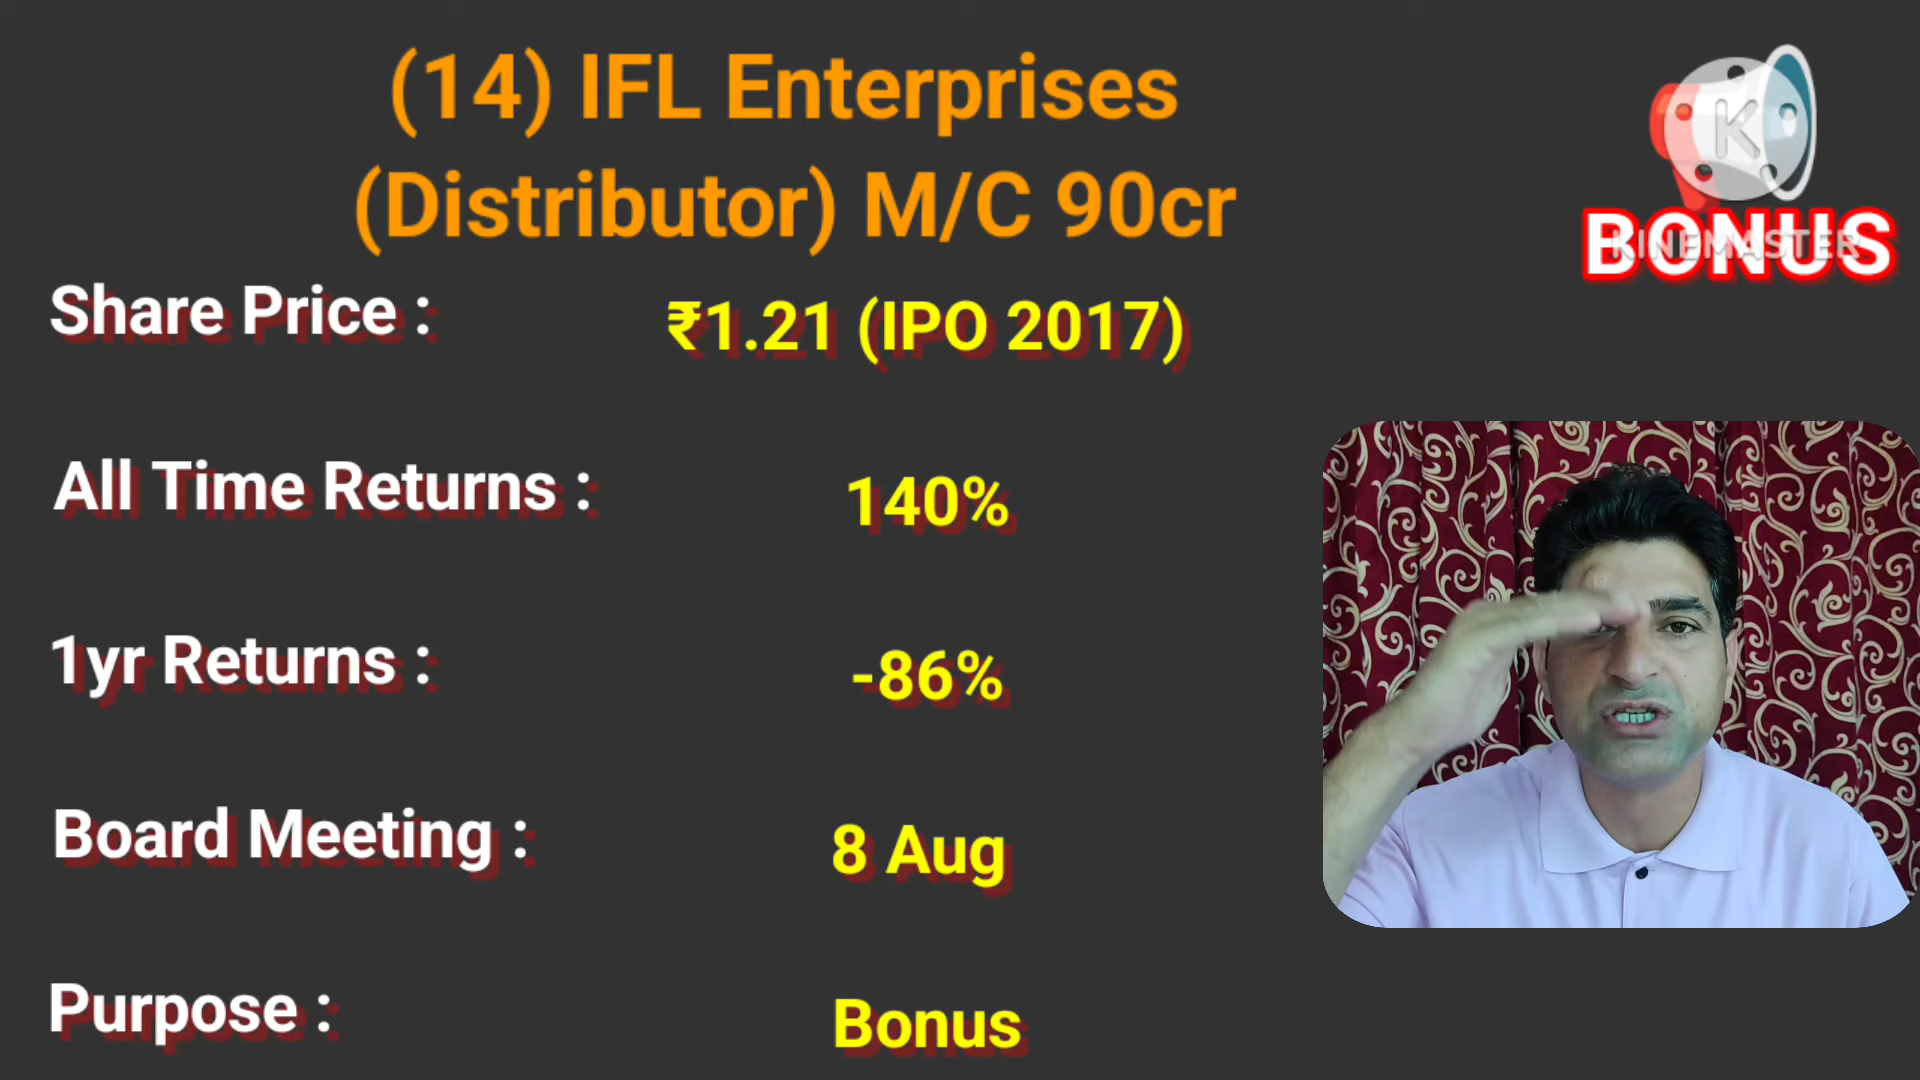 (14) IFL Enterprises
(Distributor) M/C 90cr
K
BONUS
KINEMASTER
Share Price :
₹1.21 (IPO 2017)
All Time Returns :
140%
1yr Returns :
-86%
Board Meeting :
8 Aug
Purpose :
Bonus